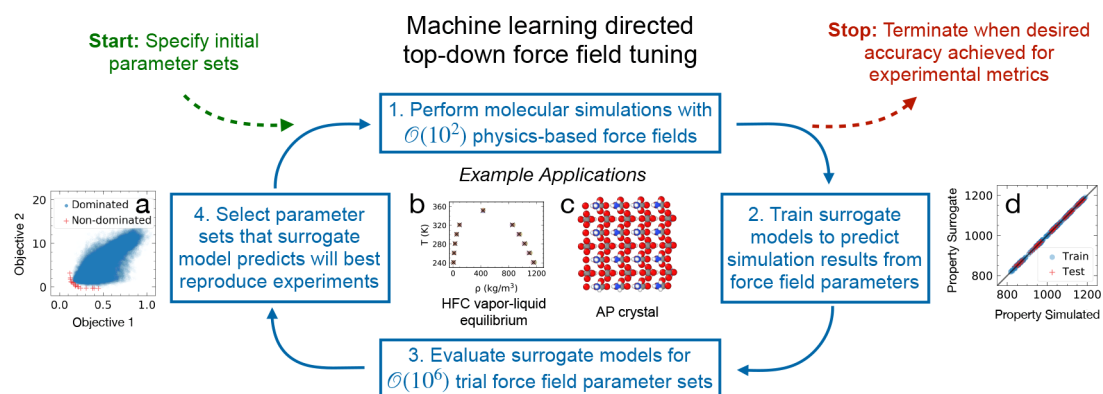 Machine learning directed
top-down force field tuning
Start: Specify initial
parameter sets
Stop: Terminate when desired
accuracy achieved for
experimental metrics
1. Perform molecular simulations with
𝒪(10²) physics-based force fields
Example Applications
a
Objective 2
20
10
0
Dominated
Non-dominated
0.0 0.5 1.0
Objective 1
4. Select parameter
sets that surrogate
model predicts will best
reproduce experiments
b
T (K)
360
320
280
240
0 400 800 1200
ρ (kg/m³)
HFC vapor-liquid
equilibrium
c
AP crystal
2. Train surrogate
models to predict
simulation results from
force field parameters
d
Property Surrogate
1200
1000
800
Train
Test
800 1000 1200
Property Simulated
3. Evaluate surrogate models for
𝒪(10⁶) trial force field parameter sets